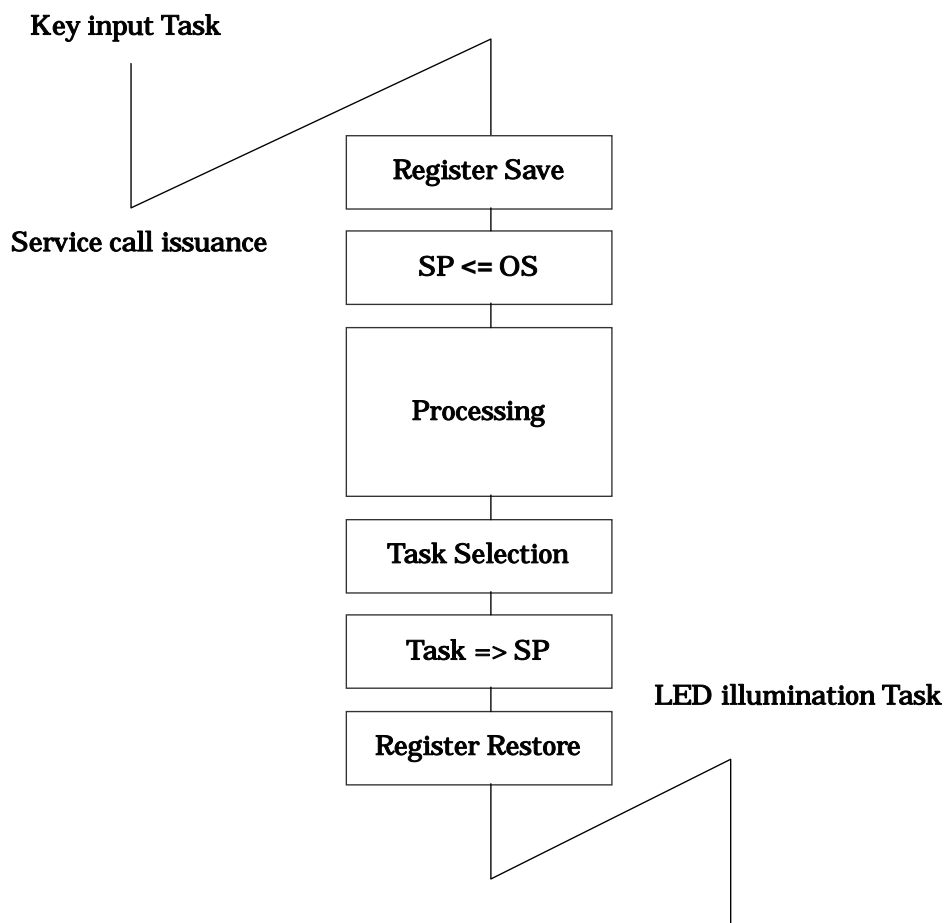 Key input Task
Register Save
Service call issuance
SP <= OS
Processing
Task Selection
Task => SP
LED illumination Task
Register Restore